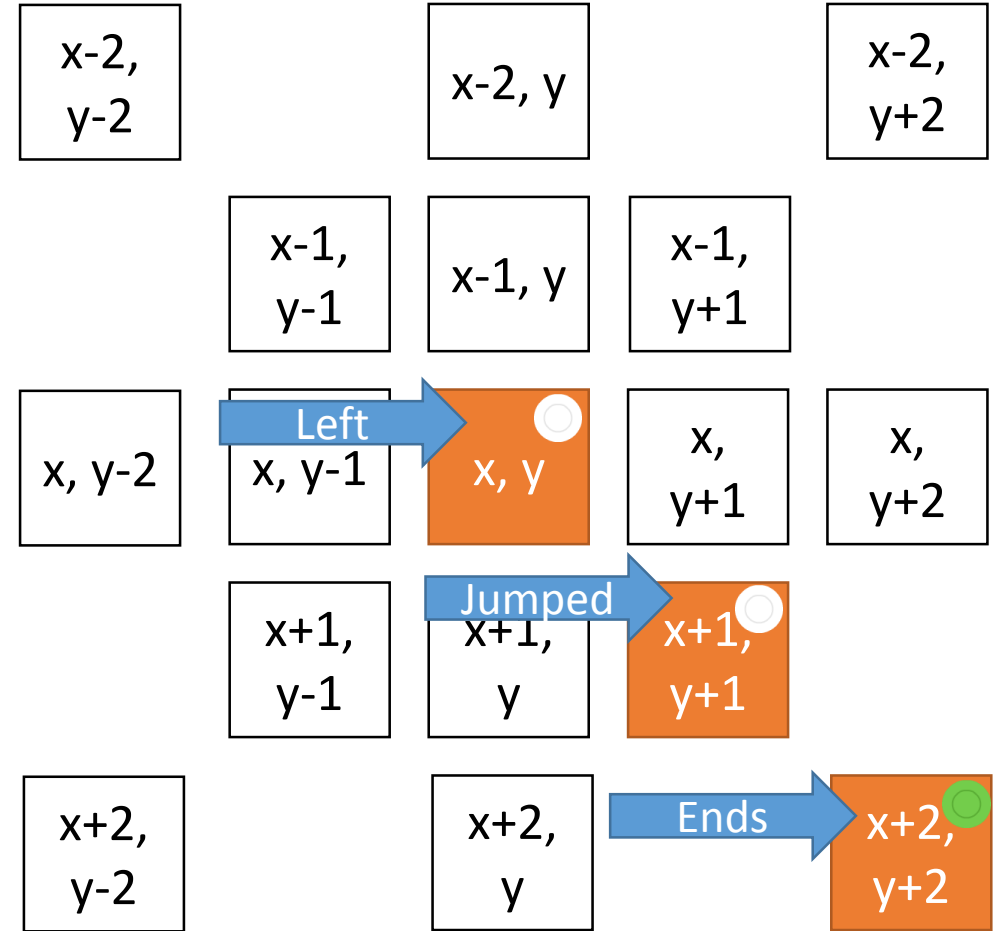 x-2,
y-2
x-2, y
x-2,
y+2
x-1,
y-1
x-1, y
x-1,
y+1
x, y-2
Left
x, y-1
x, y
x,
y+1
x,
y+2
x+1,
y-1
Jumped
x+1,
y
x+1,
y+1
x+2,
y-2
x+2,
y
Ends
x+2,
y+2